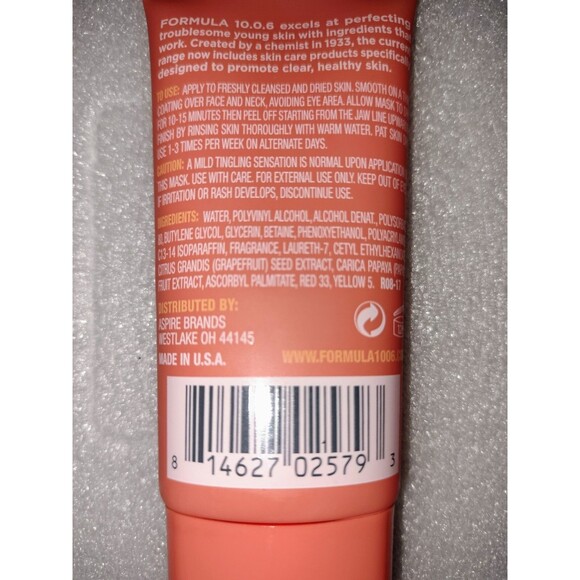 FORMULA 10.0.6 excels at perfecting
troublesome young skin with ingredients that
work. Created by a chemist in 1933, the current
range now includes skin care products specifically
designed to promote clear, healthy skin.
TO USE: APPLY TO FRESHLY CLEANSED AND DRIED SKIN. SMOOTH ON A
COATING OVER FACE AND NECK, AVOIDING EYE AREA. ALLOW MASK TO
FOR 10-15 MINUTES THEN PEEL OFF STARTING FROM THE JAW LINE
FINISH BY RINSING SKIN THOROUGHLY WITH WARM WATER. PAT SKIN
USE 1-3 TIMES PER WEEK ON ALTERNATE DAYS.
CAUTION: A MILD TINGLING SENSATION IS NORMAL UPON APPLICATION
THIS MASK. USE WITH CARE. FOR EXTERNAL USE ONLY. KEEP OUT OF
IF IRRITATION OR RASH DEVELOPS, DISCONTINUE USE.
INGREDIENTS: WATER, POLYVINYL ALCOHOL, ALCOHOL DENAT.,
80, BUTYLENE GLYCOL, GLYCERIN, BETAINE, PHENOXYETHANOL,
C13-14 ISOPARAFFIN, FRAGRANCE, LAURETH-7, CETYL
CITRUS GRANDIS (GRAPEFRUIT) SEED EXTRACT, CARICA PAPAYA
FRUIT EXTRACT, ASCORBYL PALMITATE, RED 33, YELLOW 5. R00-17
DISTRIBUTED BY:
ASPIRE BRANDS
WESTLAKE OH 44145
MADE IN U.S.A.
WWW.FORMULA1006.
8 14627 02579 3